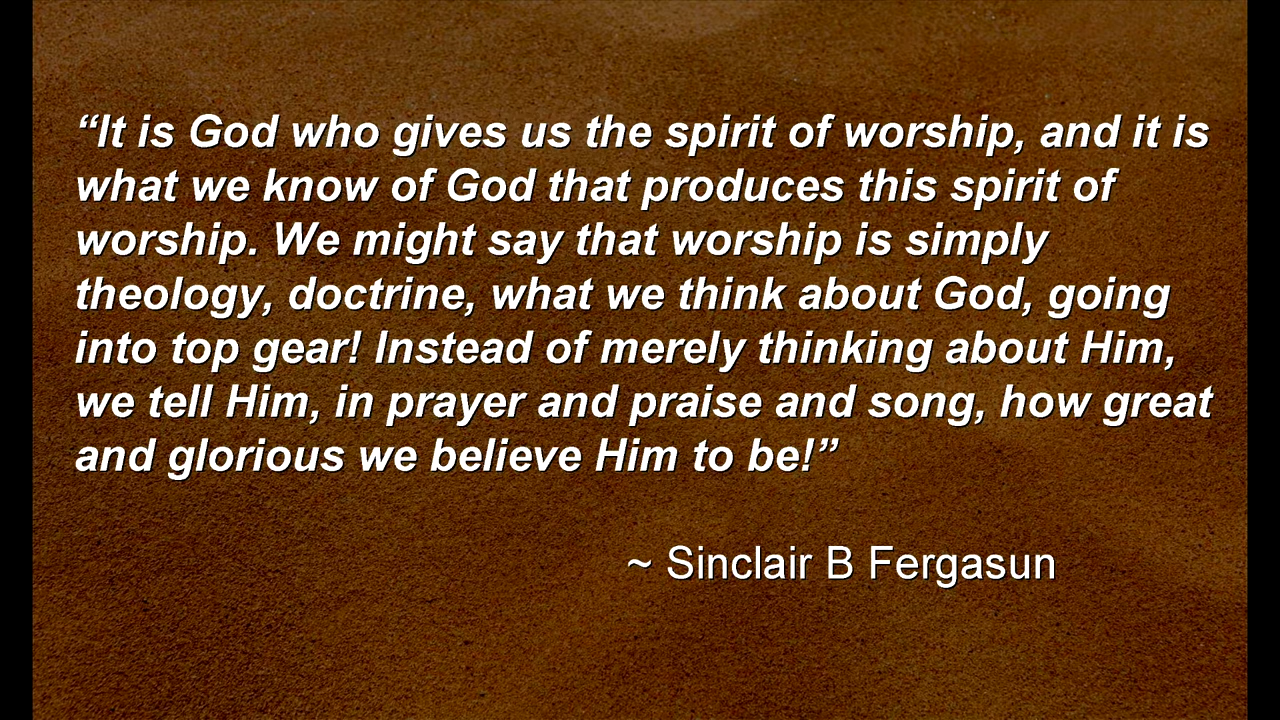 “It is God who gives us the spirit of worship, and it is
what we know of God that produces this spirit of
worship. We might say that worship is simply
theology, doctrine, what we think about God, going
into top gear! Instead of merely thinking about Him,
we tell Him, in prayer and praise and song, how great
and glorious we believe Him to be!”
~ Sinclair B Fergasun